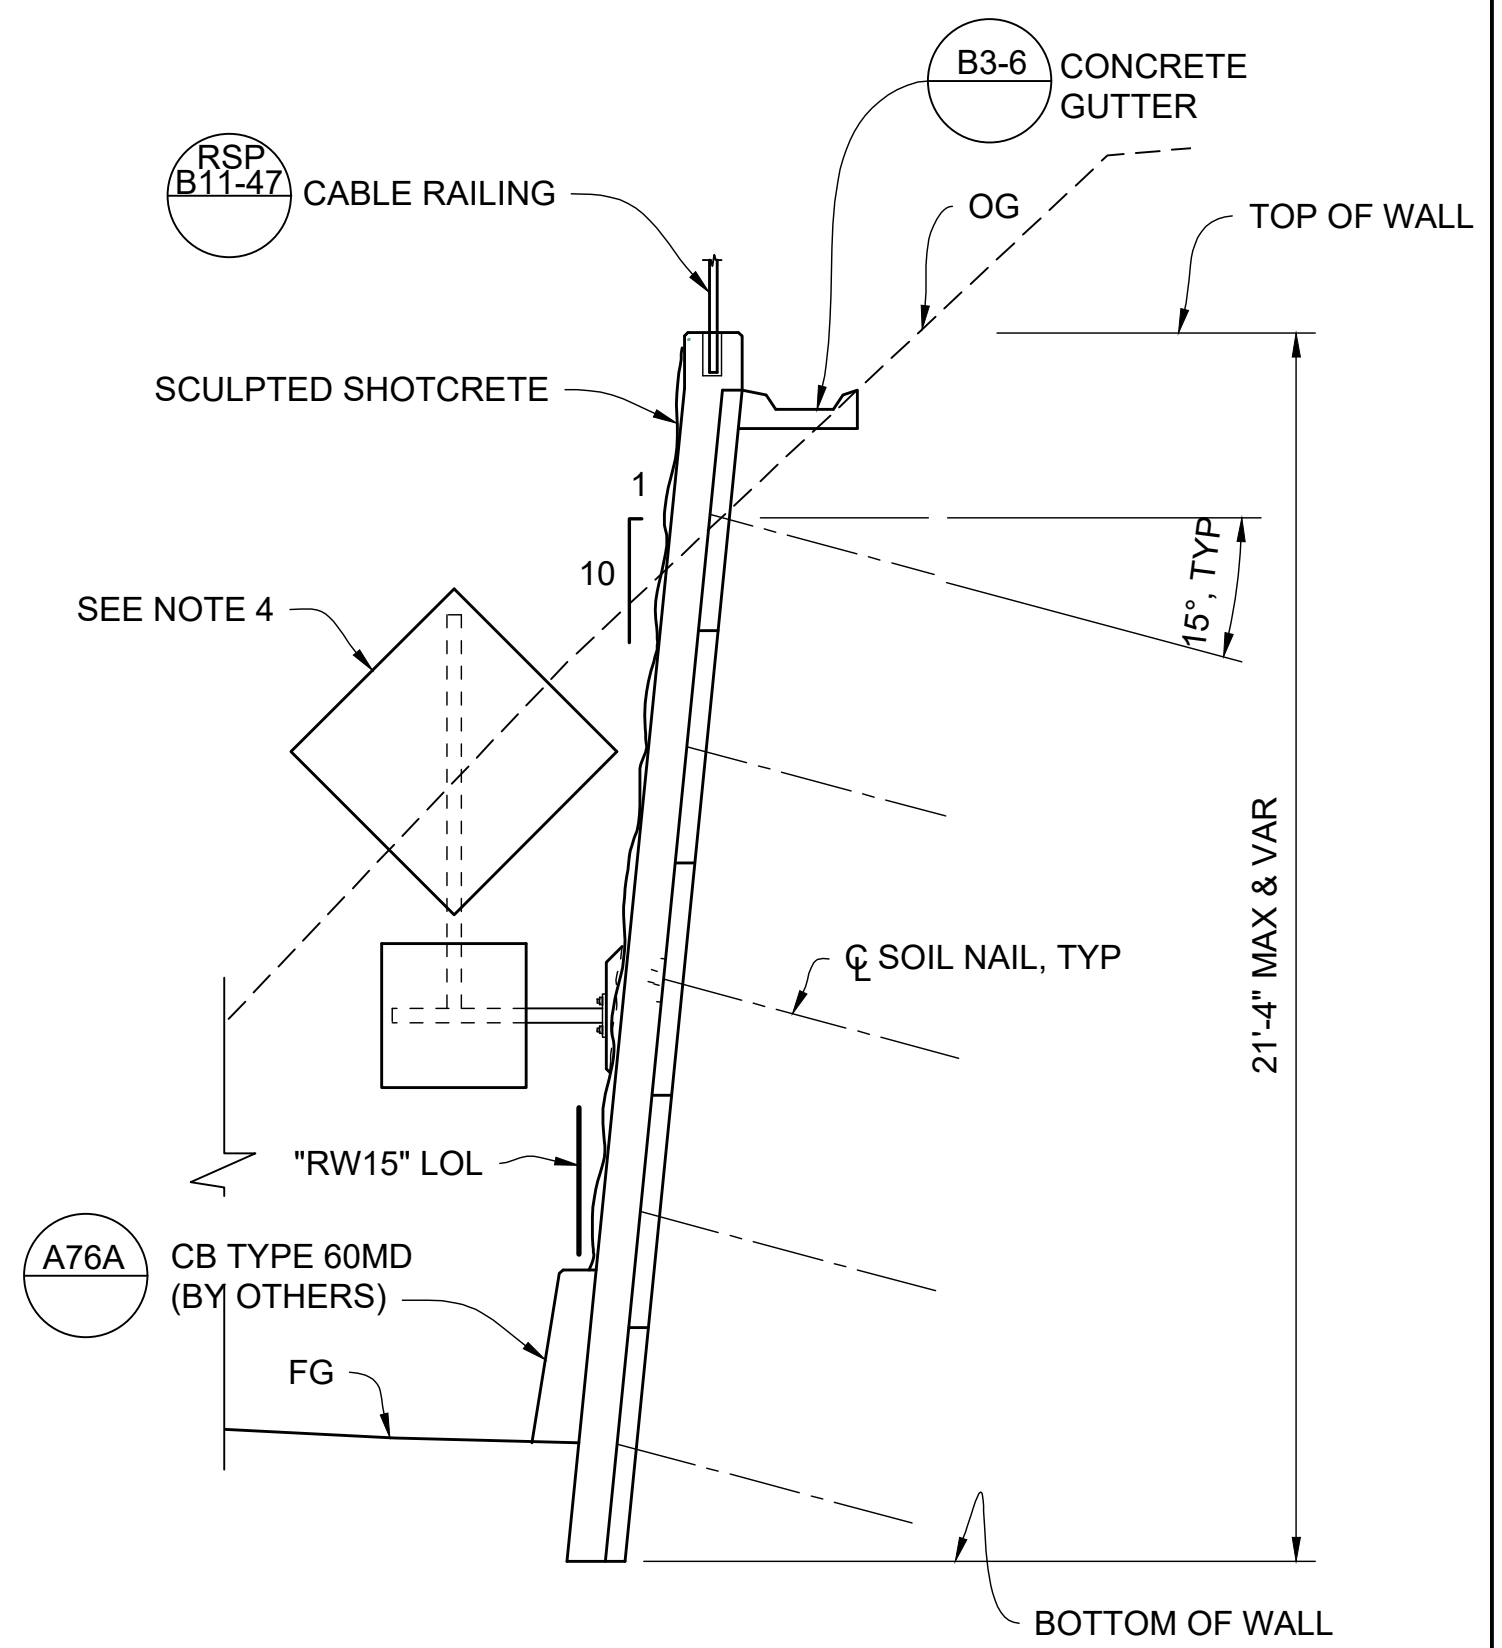 B3-6
CONCRETE
GUTTER
RSP
B11-47
CABLE RAILING
OG
TOP OF WALL
SCULPTED SHOTCRETE
1
10
15°, TYP
SEE NOTE 4
21'-4" MAX & VAR
℄ SOIL NAIL, TYP
"RW15" LOL
A76A
CB TYPE 60MD
(BY OTHERS)
FG
BOTTOM OF WALL